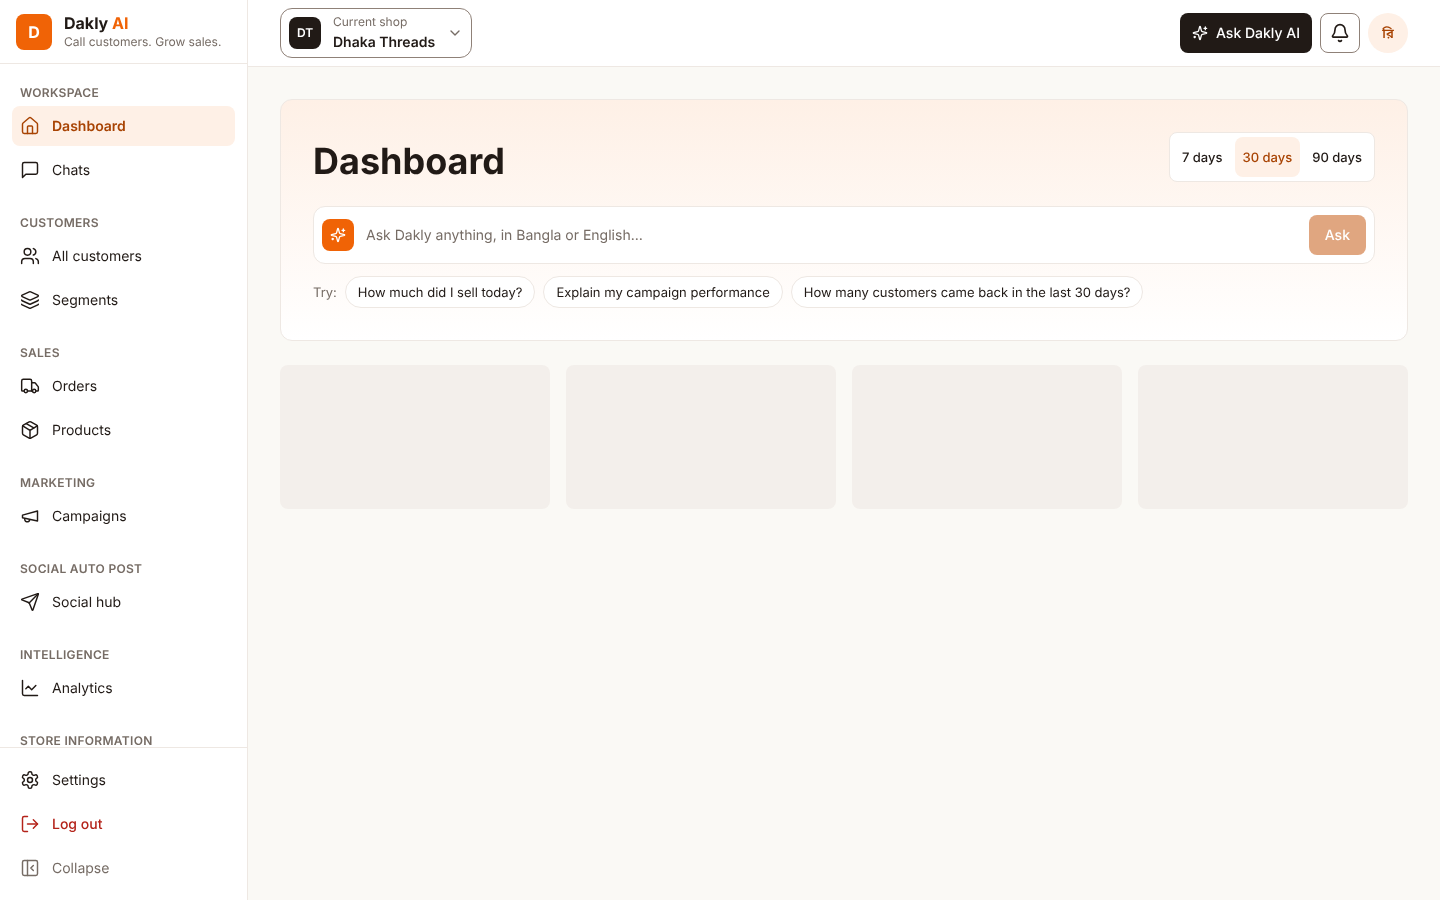 D
Dakly AI
Call customers. Grow sales.
DT
Current shop
Dhaka Threads
Ask Dakly AI
রি
WORKSPACE
Dashboard
Chats
CUSTOMERS
All customers
Segments
SALES
Orders
Products
MARKETING
Campaigns
SOCIAL AUTO POST
Social hub
INTELLIGENCE
Analytics
STORE INFORMATION
Settings
Log out
Collapse
Dashboard
7 days
30 days
90 days
Ask Dakly anything, in Bangla or English...
Ask
Try:
How much did I sell today?
Explain my campaign performance
How many customers came back in the last 30 days?